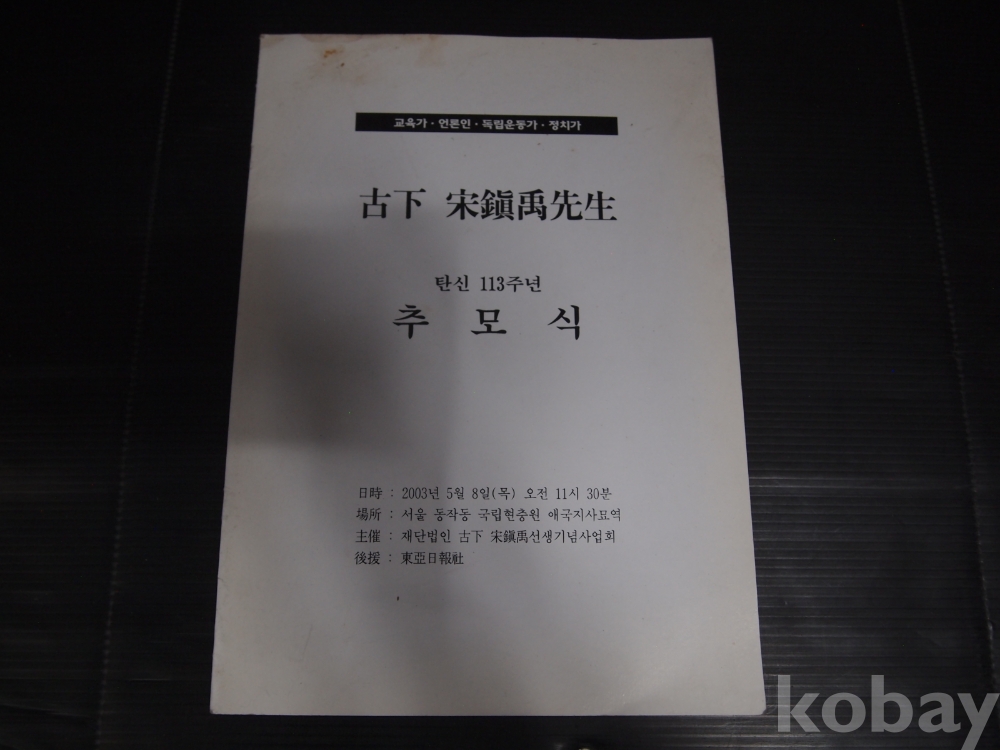 교육가 · 언론인 · 독립운동가 · 정치가
古下 宋鎭禹先生
탄신 113주년
추 모 식
日時 : 2003년 5월 8일(목) 오전 11시 30분
場所 : 서울 동작동 국립현충원 애국지사묘역
主催 : 재단법인 古下 宋鎭禹선생기념사업회
後援 : 東亞日報社
kobay